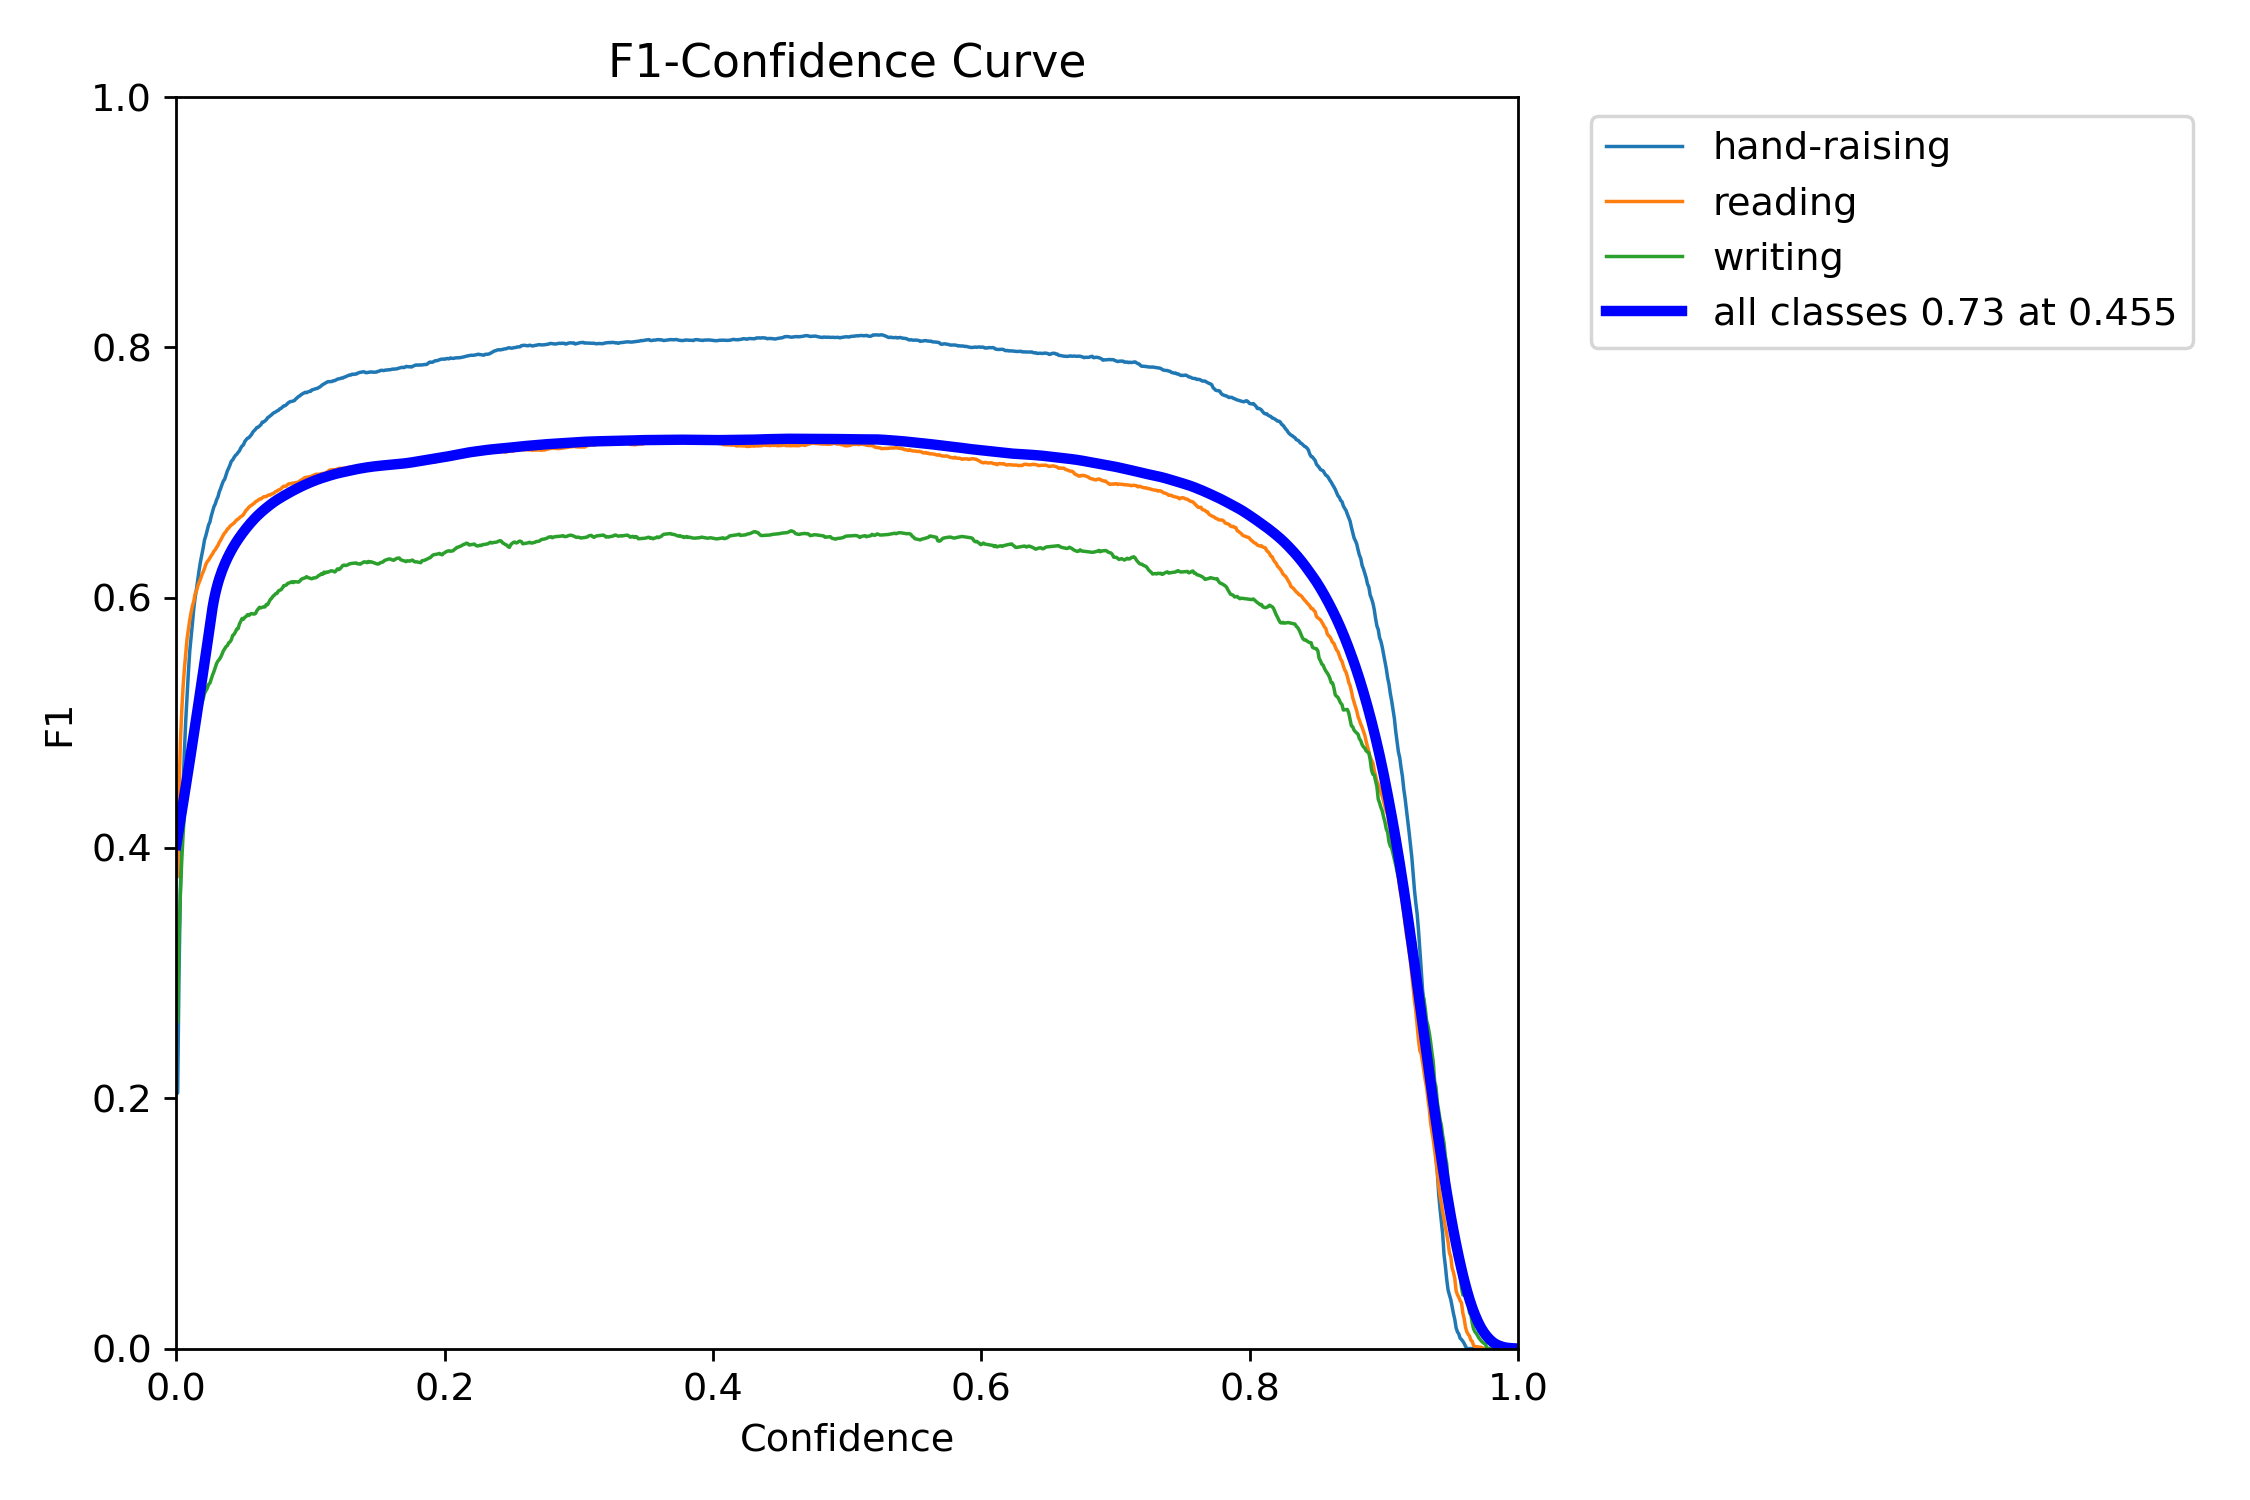 F1-Confidence Curve
1.0
0.8
0.6
0.4
0.2
0.0
F1
0.0 0.2 0.4 0.6 0.8 1.0
Confidence
hand-raising
reading
writing
all classes 0.73 at 0.455